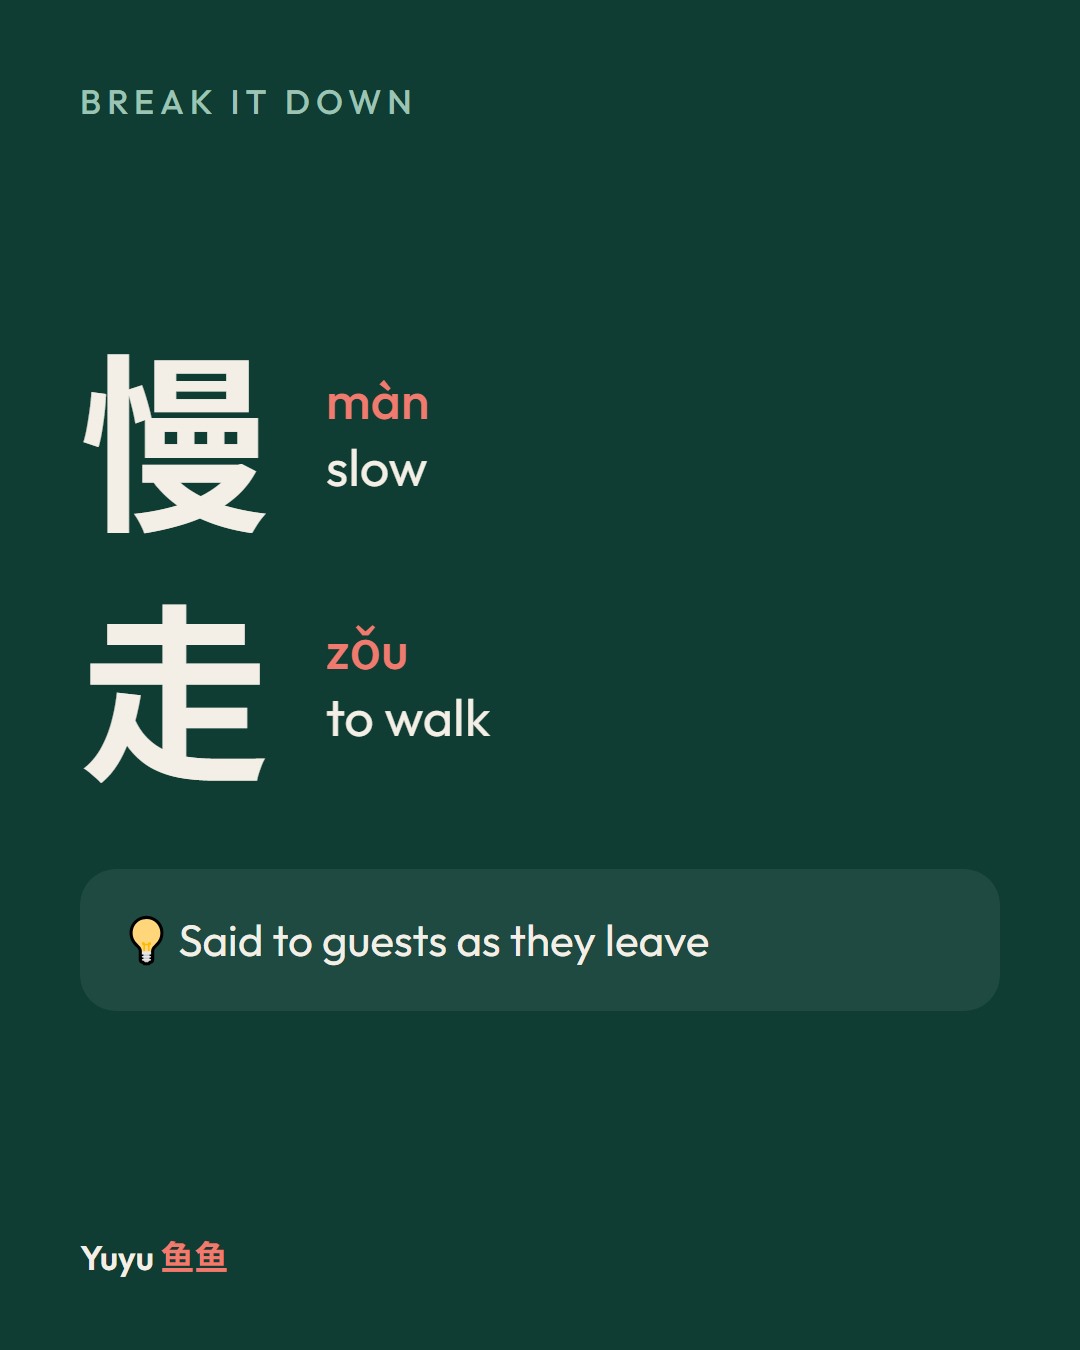 BREAK IT DOWN
慢
màn
slow
走
zǒu
to walk
💡 Said to guests as they leave
Yuyu 鱼鱼